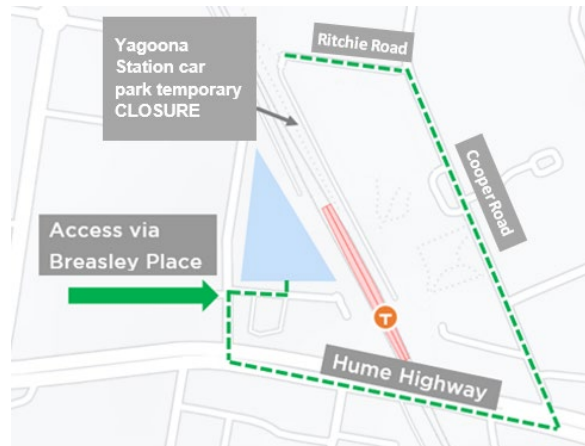 Yagoona
Station car
park temporary
CLOSURE
Ritchie Road
Cooper Road
Access via
Breasley Place
T
Hume Highway